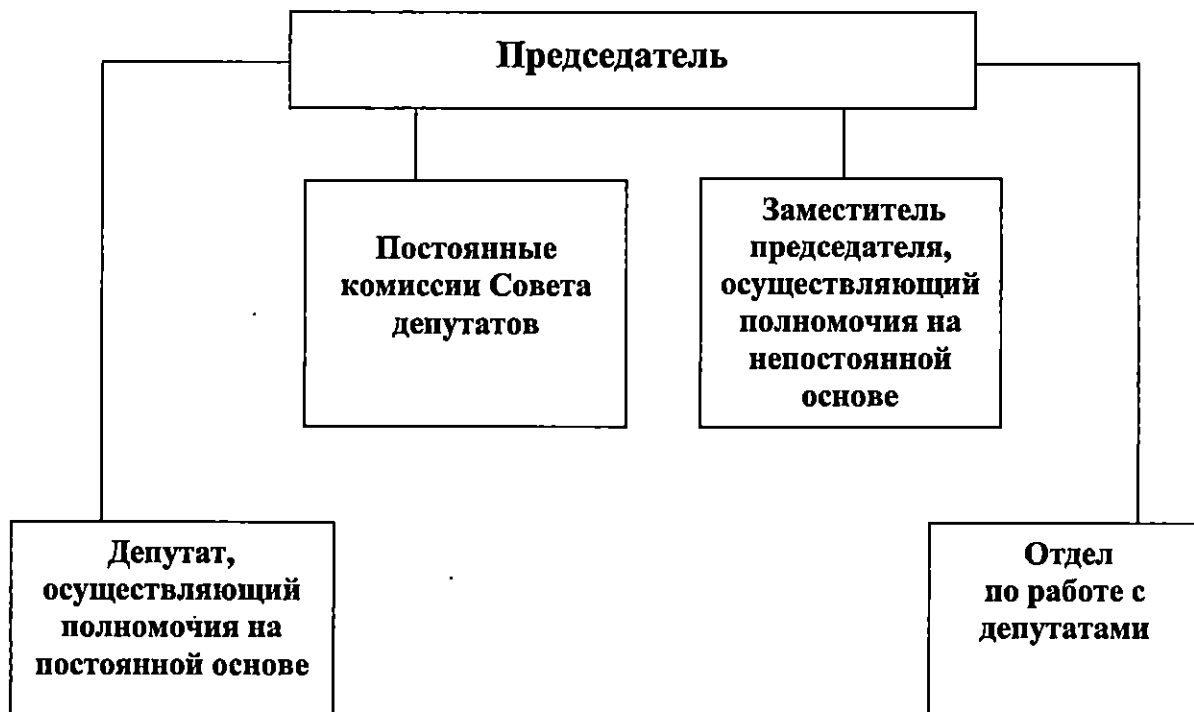 Председатель
Постоянные
комиссии Совета
депутатов
Заместитель
председателя,
осуществляющий
полномочия на
непостоянной
основе
Депутат,
осуществляющий
полномочия на
постоянной основе
Отдел
по работе с
депутатами